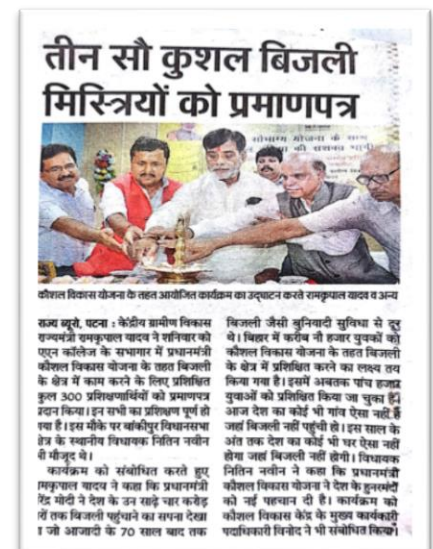 तीन सौ कुशल बिजली
मिस्त्रियों को प्रमाणपत्र
सौभाग्य योजना के साथ
कौशल विकास योजना के तहत आयोजित कार्यक्रम का उद्घाटन करते रामकृपाल यादव व अन्य
राज्य ब्यूरो, पटना : केंद्रीय ग्रामीण विकास
राज्यमंत्री रामकृपाल यादव ने शनिवार को
एएन कॉलेज के सभागार में प्रधानमंत्री
कौशल विकास योजना के तहत बिजली
के क्षेत्र में काम करने के लिए प्रशिक्षित
कुल 300 प्रशिक्षणार्थियों को प्रमाणपत्र
प्रदान किया। इन सभी का प्रशिक्षण पूर्ण हो
गया है। इस मौके पर बांकीपुर विधानसभा
क्षेत्र के स्थानीय विधायक नितिन नवीन
भी मौजूद थे।
कार्यक्रम को संबोधित करते हुए
रामकृपाल यादव ने कहा कि प्रधानमंत्री
नरेंद्र मोदी ने देश के उन साढ़े चार करोड़
घरों तक बिजली पहुंचाने का सपना देखा
था जो आजादी के 70 साल बाद तक
बिजली जैसी बुनियादी सुविधा से दूर
थे। बिहार में करीब नौ हजार युवकों को
कौशल विकास योजना के तहत बिजली
के क्षेत्र में प्रशिक्षित करने का लक्ष्य तय
किया गया है। इसमें अबतक पांच हजार
युवाओं को प्रशिक्षित किया जा चुका है।
आज देश का कोई भी गांव ऐसा नहीं है
जहां बिजली नहीं पहुंची हो। इस साल के
अंत तक देश का कोई भी घर ऐसा नहीं
होगा जहां बिजली नहीं होगी। विधायक
नितिन नवीन ने कहा कि प्रधानमंत्री
कौशल विकास योजना ने देश के हुनरमंदों
को नई पहचान दी है। कार्यक्रम को
कौशल विकास केंद्र के मुख्य कार्यकारी
पदाधिकारी विनोद ने भी संबोधित किया।